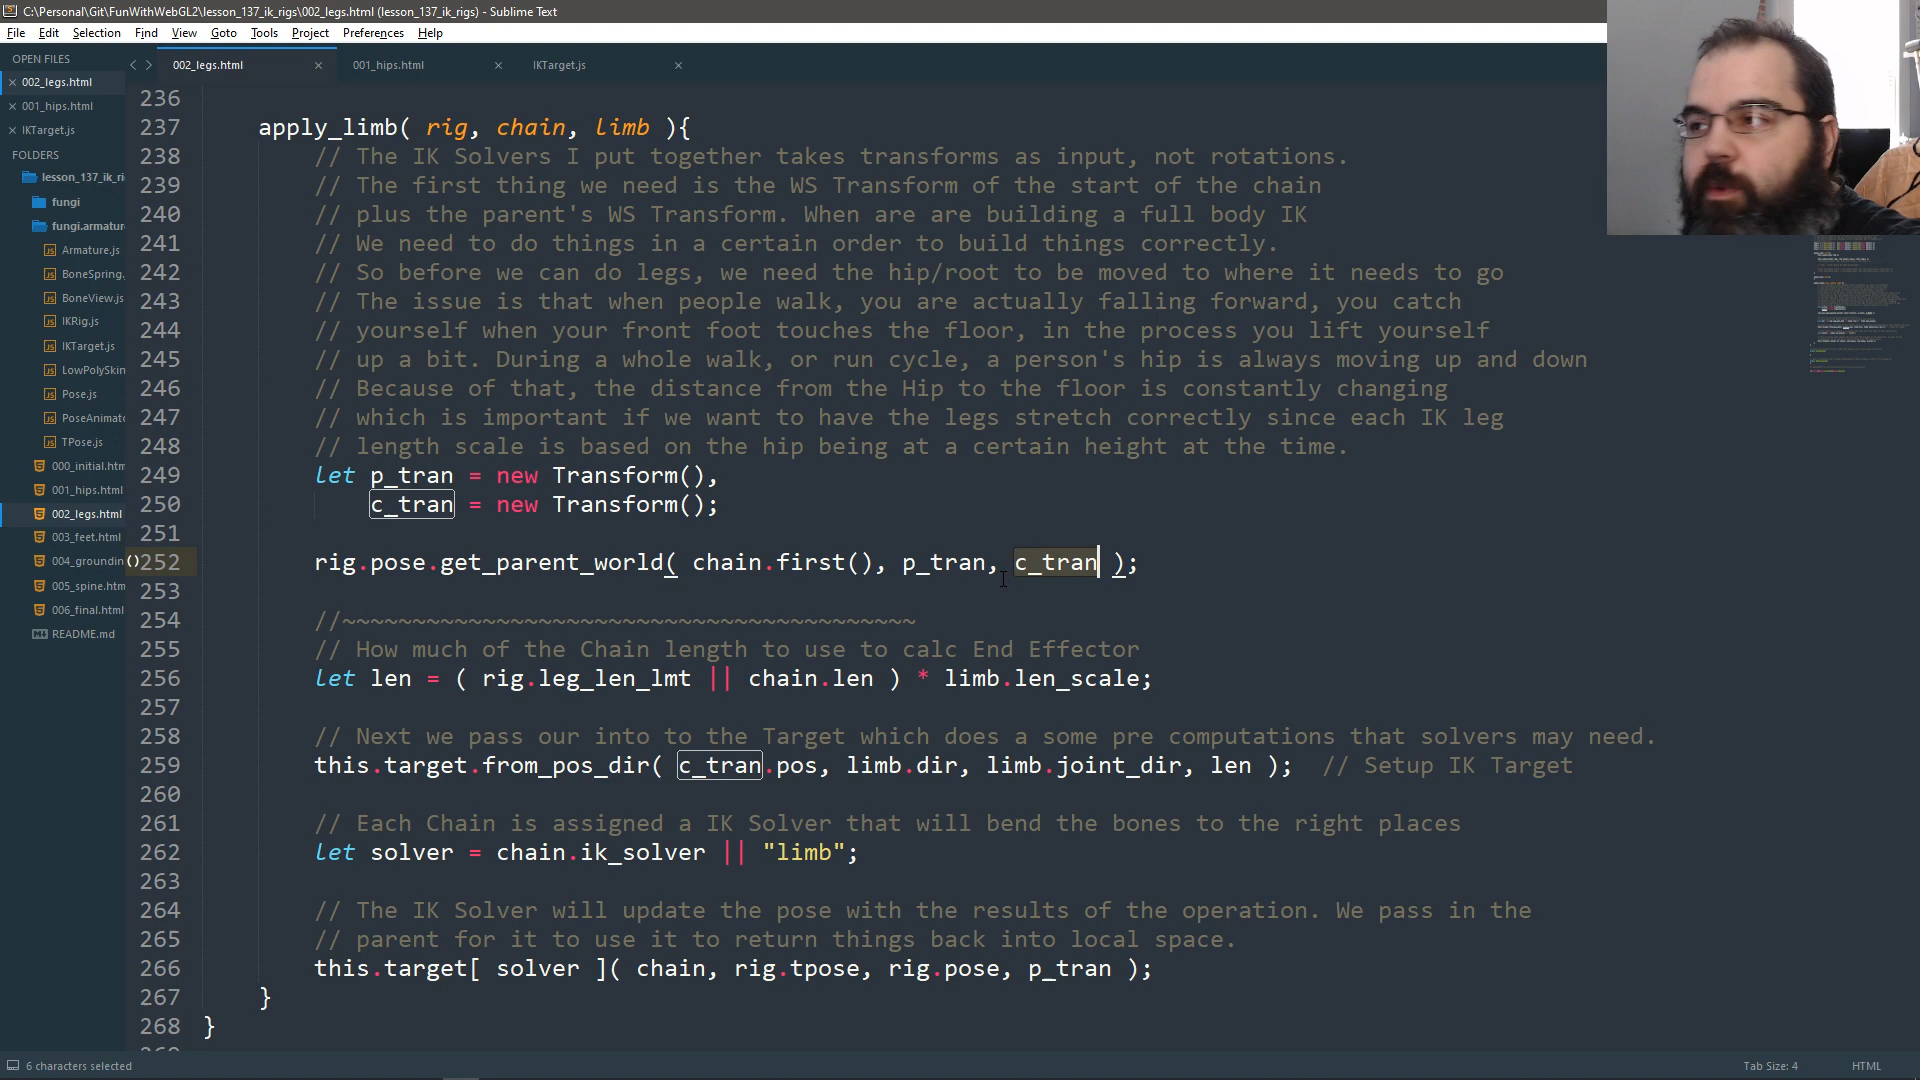 C:\Personal\Git\FunWithWebGL2\lesson_137_ik_rigs\002_legs.html (lesson_137_ik_rigs) - Sublime Text
File Edit Selection Find View Goto Tools Project Preferences Help
OPEN FILES
002_legs.html
001_hips.html
IKTarget.js
FOLDERS
lesson_137_ik_ri
fungi
fungi.armatur
Armature.js
BoneSpring.
BoneView.js
IKRig.js
IKTarget.js
LowPolySkin
Pose.js
PoseAnimato
TPose.js
000_initial.htm
001_hips.html
002_legs.html
003_feet.html
004_groundin
005_spine.htm
006_final.html
README.md
002_legs.html
001_hips.html
IKTarget.js
236
237 apply_limb( rig, chain, limb ){
238 // The IK Solvers I put together takes transforms as input, not rotations.
239 // The first thing we need is the WS Transform of the start of the chain
240 // plus the parent's WS Transform. When are are building a full body IK
241 // We need to do things in a certain order to build things correctly.
242 // So before we can do legs, we need the hip/root to be moved to where it needs to go
243 // The issue is that when people walk, you are actually falling forward, you catch
244 // yourself when your front foot touches the floor, in the process you lift yourself
245 // up a bit. During a whole walk, or run cycle, a person's hip is always moving up and down
246 // Because of that, the distance from the Hip to the floor is constantly changing
247 // which is important if we want to have the legs stretch correctly since each IK leg
248 // length scale is based on the hip being at a certain height at the time.
249 let p_tran = new Transform(),
250 c_tran = new Transform();
251
252 rig.pose.get_parent_world( chain.first(), p_tran, c_tran );
253
254 //~~~~~~~~~~~~~~~~~~~~~~~~~~~~~~~~~~~~~~~~~
255 // How much of the Chain length to use to calc End Effector
256 let len = ( rig.leg_len_lmt || chain.len ) * limb.len_scale;
257
258 // Next we pass our into to the Target which does a some pre computations that solvers may need.
259 this.target.from_pos_dir( c_tran.pos, limb.dir, limb.joint_dir, len ); // Setup IK Target
260
261 // Each Chain is assigned a IK Solver that will bend the bones to the right places
262 let solver = chain.ik_solver || "limb";
263
264 // The IK Solver will update the pose with the results of the operation. We pass in the
265 // parent for it to use it to return things back into local space.
266 this.target[ solver ]( chain, rig.tpose, rig.pose, p_tran );
267 }
268 }
6 characters selected
Tab Size: 4
HTML